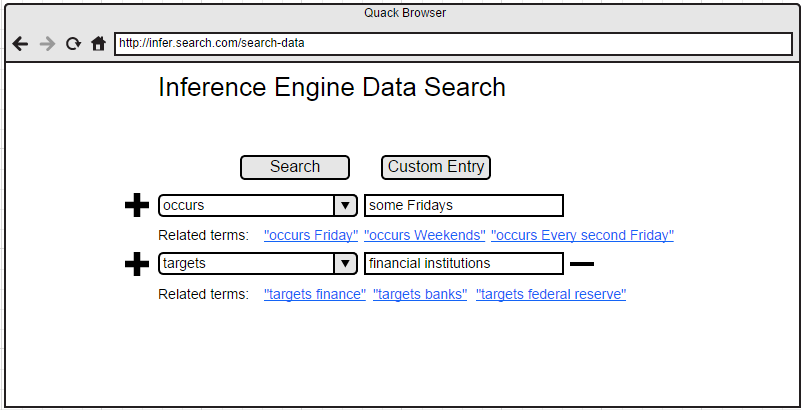 Quack Browser
http://infer.search.com/search-data
Inference Engine Data Search
Search Custom Entry
occurs some Fridays
Related terms: "occurs Friday" "occurs Weekends" "occurs Every second Friday"
targets financial institutions
Related terms: "targets finance" "targets banks" "targets federal reserve"